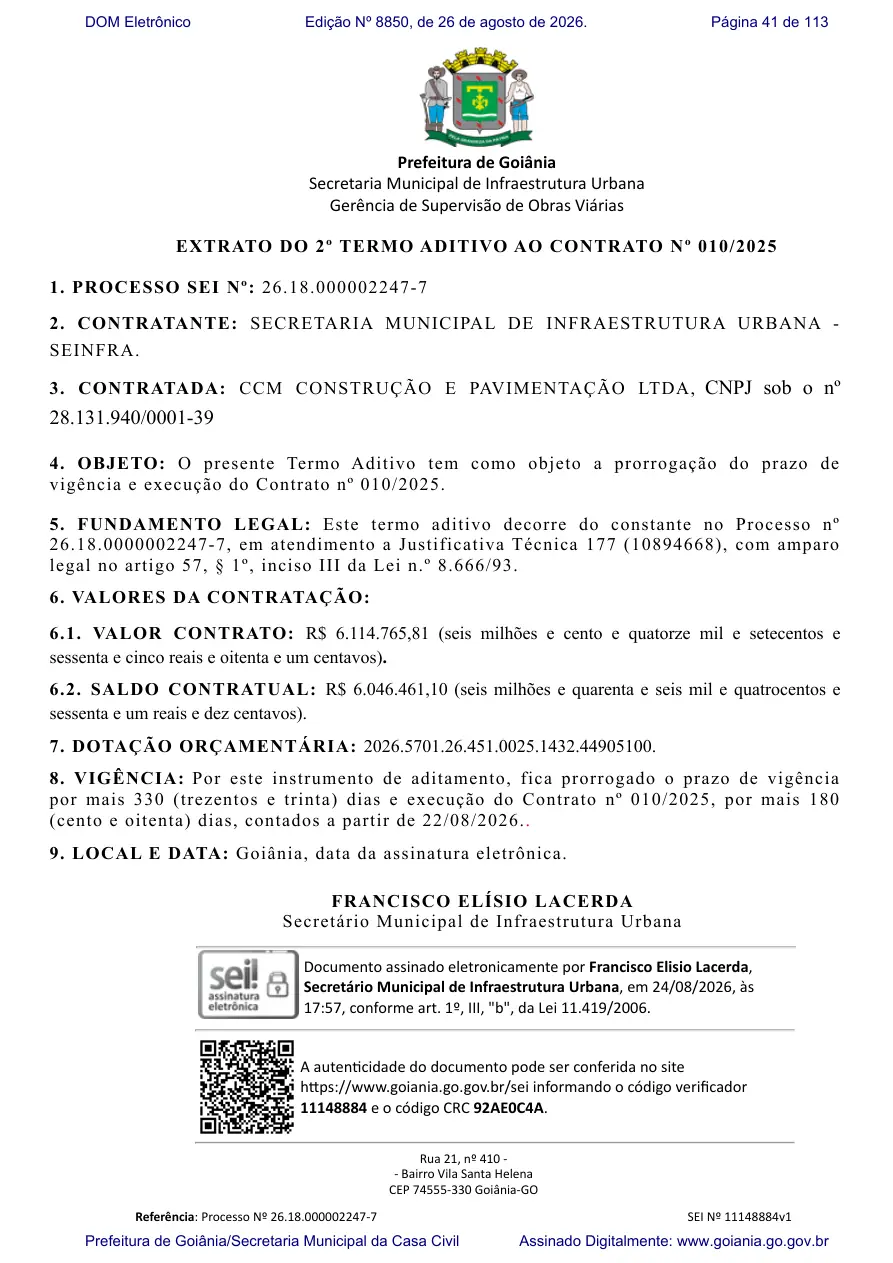 DOM Eletrônico Edição Nº 8850, de 26 de agosto de 2026. Página 41 de 113
Prefeitura de Goiânia
Secretaria Municipal de Infraestrutura Urbana
Gerência de Supervisão de Obras Viárias
EXTRATO DO 2º TERMO ADITIVO AO CONTRATO Nº 010/2025
1. PROCESSO SEI Nº: 26.18.000002247-7
2. CONTRATANTE: SECRETARIA MUNICIPAL DE INFRAESTRUTURA URBANA -
SEINFRA.
3. CONTRATADA: CCM CONSTRUÇÃO E PAVIMENTAÇÃO LTDA, CNPJ sob o nº
28.131.940/0001-39
4. OBJETO: O presente Termo Aditivo tem como objeto a prorrogação do prazo de
vigência e execução do Contrato nº 010/2025.
5. FUNDAMENTO LEGAL: Este termo aditivo decorre do constante no Processo nº
26.18.0000002247-7, em atendimento a Justificativa Técnica 177 (10894668), com amparo
legal no artigo 57, § 1º, inciso III da Lei n.º 8.666/93.
6. VALORES DA CONTRATAÇÃO:
6.1. VALOR CONTRATO: R$ 6.114.765,81 (seis milhões e cento e quatorze mil e setecentos e
sessenta e cinco reais e oitenta e um centavos).
6.2. SALDO CONTRATUAL: R$ 6.046.461,10 (seis milhões e quarenta e seis mil e quatrocentos e
sessenta e um reais e dez centavos).
7. DOTAÇÃO ORÇAMENTÁRIA: 2026.5701.26.451.0025.1432.44905100.
8. VIGÊNCIA: Por este instrumento de aditamento, fica prorrogado o prazo de vigência
por mais 330 (trezentos e trinta) dias e execução do Contrato nº 010/2025, por mais 180
(cento e oitenta) dias, contados a partir de 22/08/2026..
9. LOCAL E DATA: Goiânia, data da assinatura eletrônica.
FRANCISCO ELÍSIO LACERDA
Secretário Municipal de Infraestrutura Urbana
sei!
assinatura
eletrônica
Documento assinado eletronicamente por Francisco Elisio Lacerda,
Secretário Municipal de Infraestrutura Urbana, em 24/08/2026, às
17:57, conforme art. 1º, III, "b", da Lei 11.419/2006.
A autenticidade do documento pode ser conferida no site
https://www.goiania.go.gov.br/sei informando o código verificador
11148884 e o código CRC 92AE0C4A.
Rua 21, nº 410 -
- Bairro Vila Santa Helena
CEP 74555-330 Goiânia-GO
Referência: Processo Nº 26.18.000002247-7 SEI Nº 11148884v1
Prefeitura de Goiânia/Secretaria Municipal da Casa Civil Assinado Digitalmente: www.goiania.go.gov.br